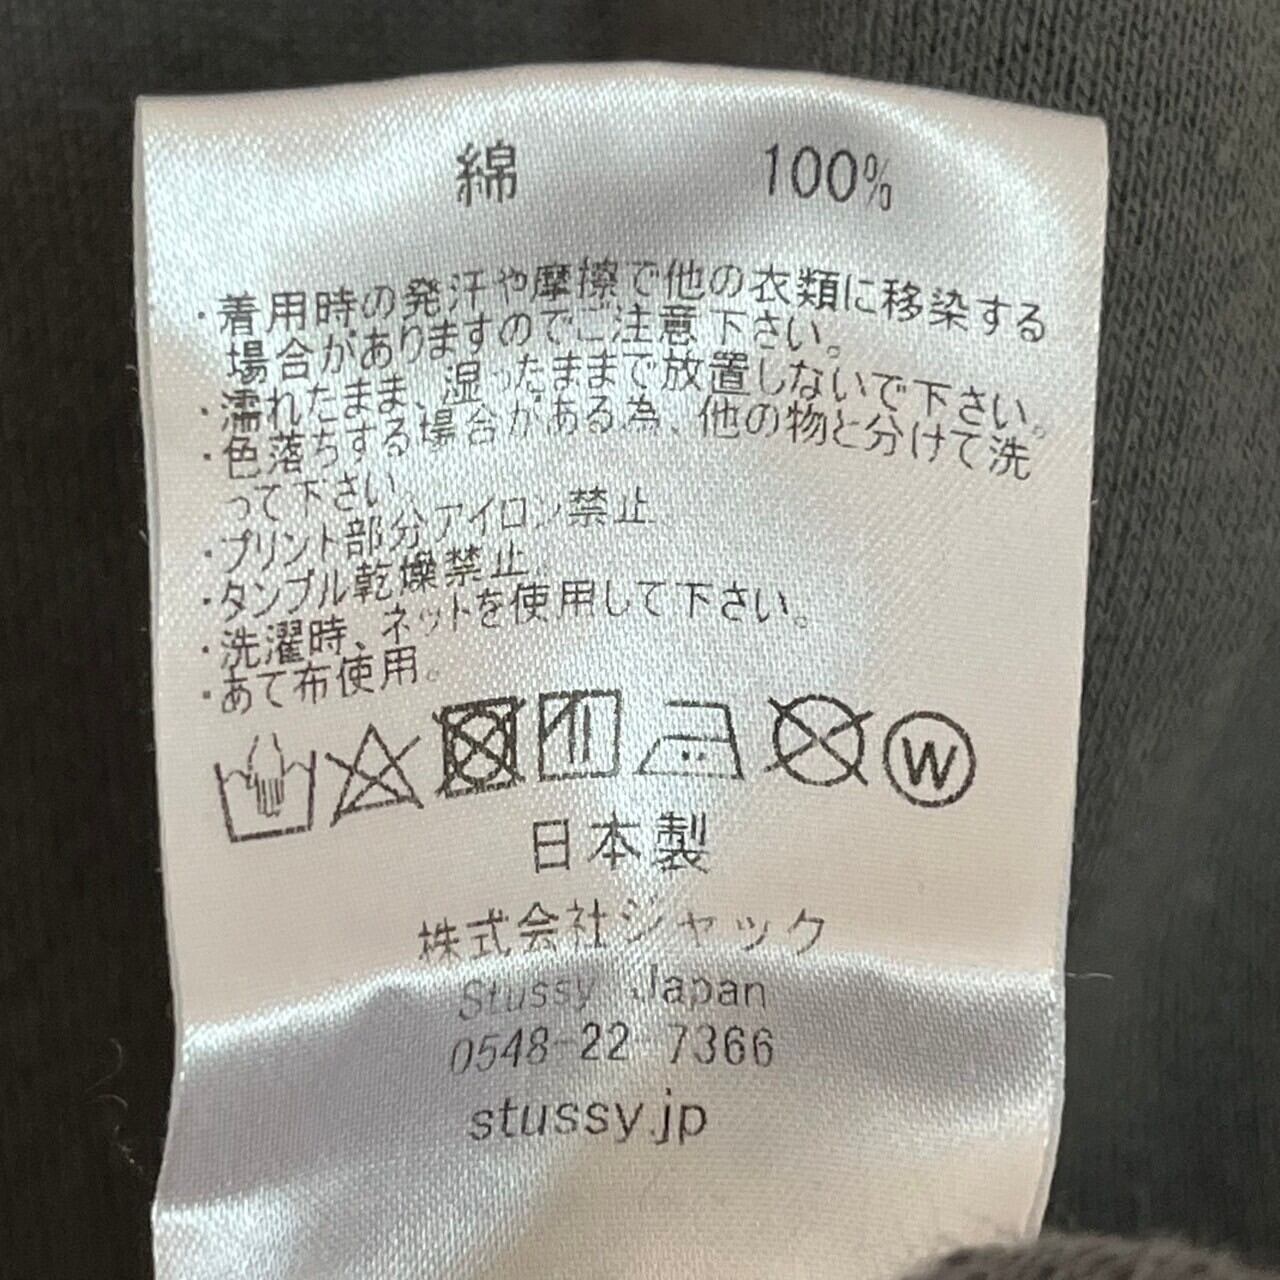 綿 100%
・着用時の発汗や摩擦で他の衣類に移染する
場合がありますのでご注意下さい。
・濡れたまま、湿ったままで放置しないで下さい。
・色落ちする場合がある為、他の物と分けて洗
って下さい。
・プリント部分アイロン禁止。
・タンブル乾燥禁止。
・洗濯時、ネットを使用して下さい。
・あて布使用。
W
日本製
株式会社ジャック
Stussy Japan
0548-22-7366
stussy.jp